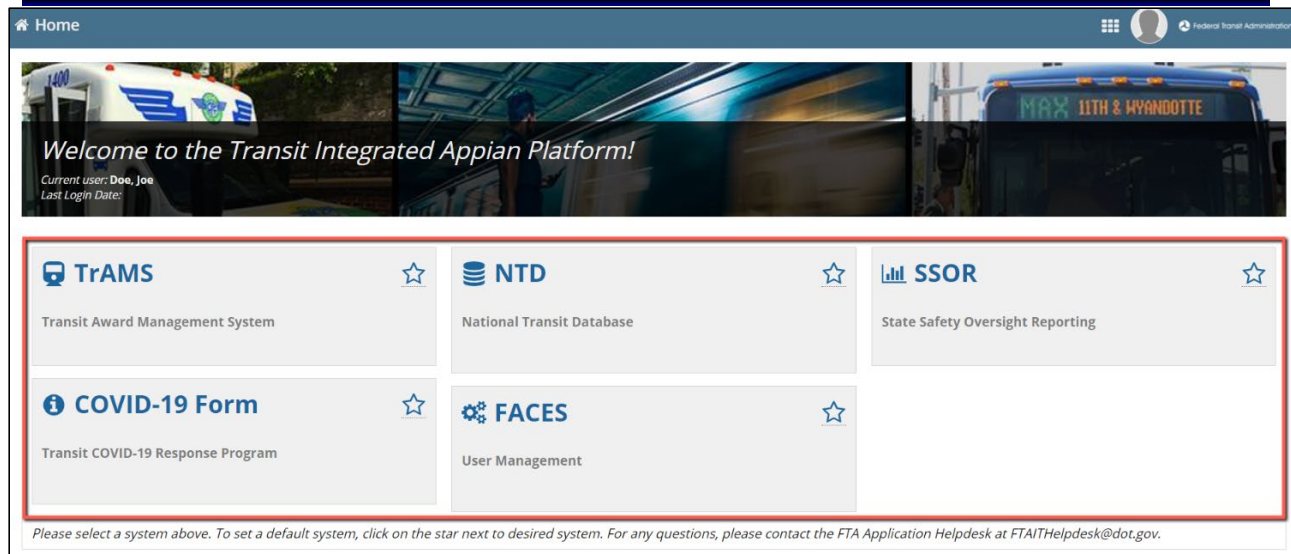 Home
Federal Transit Administration
1400
MAX 11TH & WYANDOTTE
Welcome to the Transit Integrated Appian Platform!
Current user: Doe, Joe
Last Login Date:
TrAMS
Transit Award Management System
NTD
National Transit Database
SSOR
State Safety Oversight Reporting
COVID-19 Form
Transit COVID-19 Response Program
FACES
User Management
Please select a system above. To set a default system, click on the star next to desired system. For any questions, please contact the FTA Application Helpdesk at FTAITHelpdesk@dot.gov.